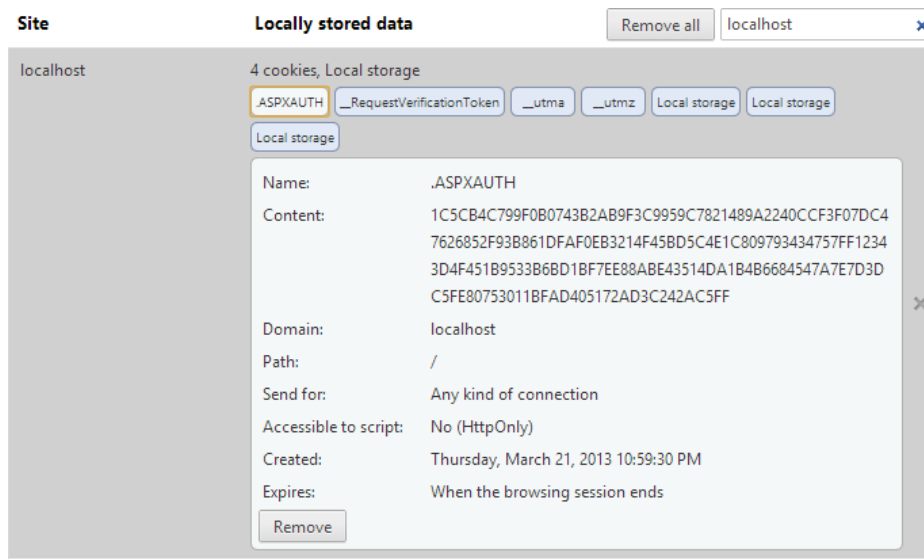 Site Locally stored data Remove all localhost
localhost 4 cookies, Local storage
.ASPXAUTH __RequestVerificationToken __utma __utmz Local storage Local storage
Local storage
Name: .ASPXAUTH
Content: 1C5CB4C799F0B0743B2AB9F3C9959C7821489A2240CCF3F07DC4
7626852F93B861DFAF0EB3214F45BD5C4E1C809793434757FF1234
3D4F451B9533B6BD1BF7EE88ABE43514DA1B4B6684547A7E7D3D
C5FE80753011BFAD405172AD3C242AC5FF
Domain: localhost
Path: /
Send for: Any kind of connection
Accessible to script: No (HttpOnly)
Created: Thursday, March 21, 2013 10:59:30 PM
Expires: When the browsing session ends
Remove